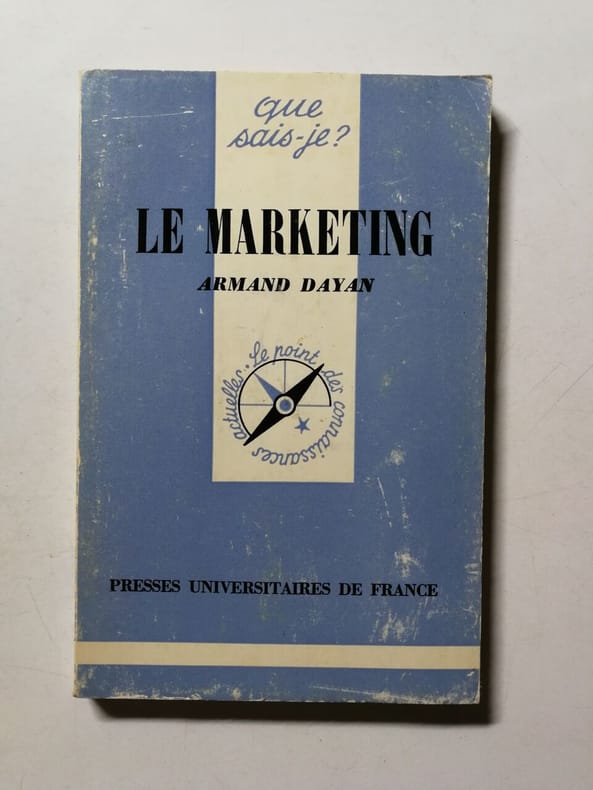 que
sais-je?
LE MARKETING
ARMAND DAYAN
Le point des connaissances actuelles.
PRESSES UNIVERSITAIRES DE FRANCE